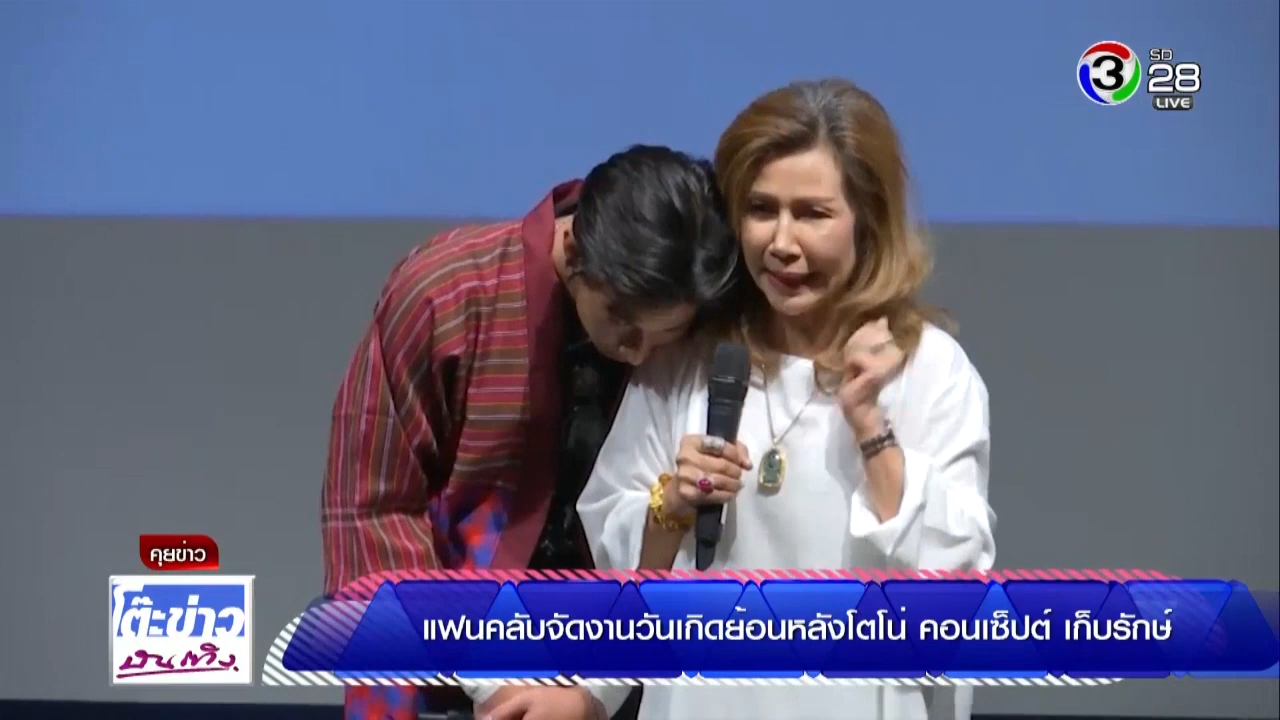 3 SD
28
LIVE
คุยข่าว
โต๊ะข่าว
บันเทิง
แฟนคลับจัดงานวันเกิดย้อนหลังโตโน่ คอนเซ็ปต์ เก็บรักษ์